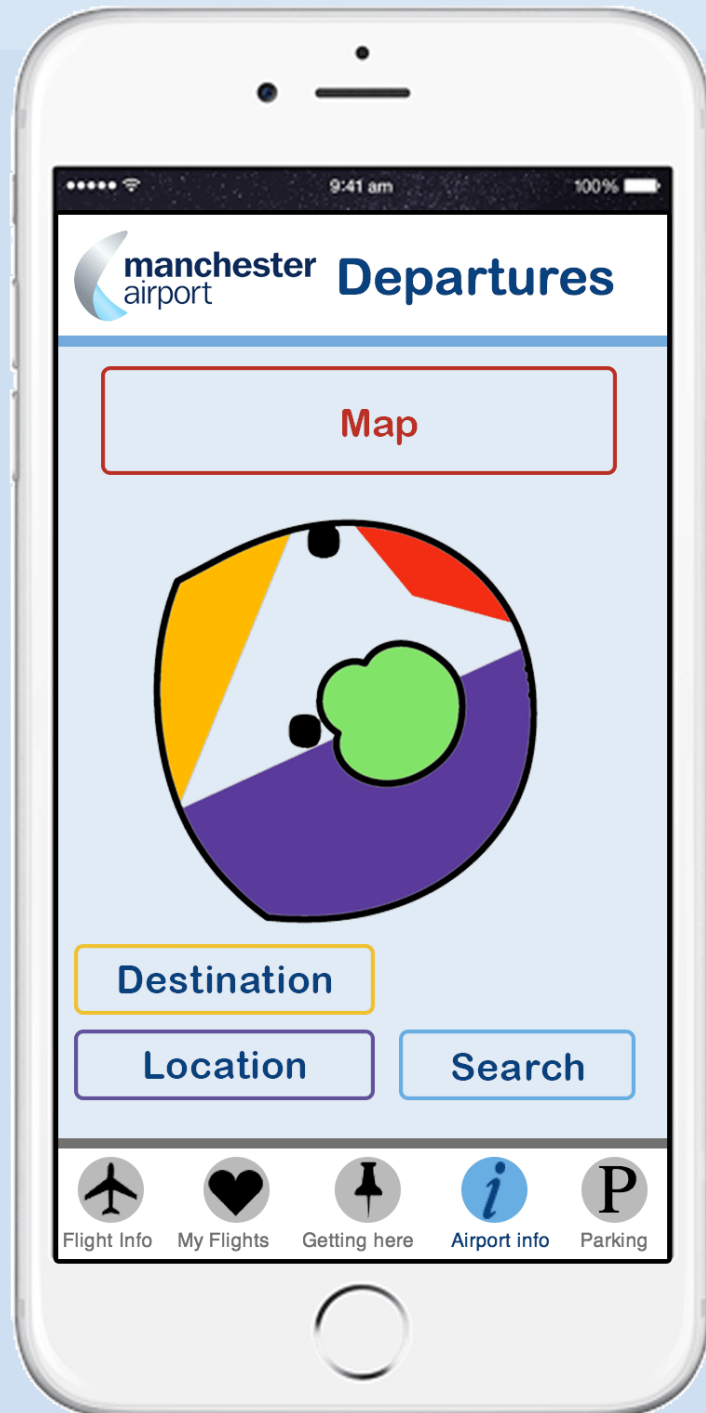 9:41 am 100%
manchester
airport
Departures
Map
Destination
Location
Search
Flight Info My Flights Getting here Airport info Parking